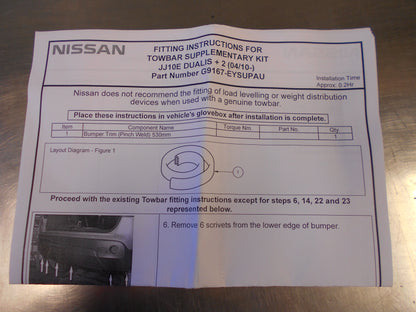 NISSAN
FITTING INSTRUCTIONS FOR
TOWBAR SUPPLEMENTARY KIT
JJ10E DUALIS + 2 (04/10-)
Part Number G9167-EYSUPAU
Installation Time
Approx: 0.2Hr
Nissan does not recommend the fitting of load levelling or weight distribution
devices when used with a genuine towbar.
Place these instructions in vehicle's glovebox after installation is complete.
Item Component Name Torque Nm Part No. Qty
1 Bumper Trim (Pinch Weld) 530mm 1
Layout Diagram - Figure 1
1
Proceed with the existing Towbar fitting instructions except for steps 6, 14, 22 and 23
represented below.
6. Remove 6 scrivets from the lower edge of bumper.